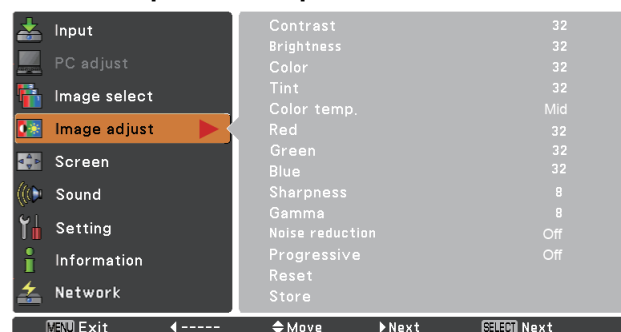 Input
PC adjust
Image select
Image adjust
Screen
Sound
Setting
Information
Network
Contrast 32
Brightness 32
Color 32
Tint 32
Color temp. Mid
Red 32
Green 32
Blue 32
Sharpness 8
Gamma 8
Noise reduction Off
Progressive Off
Reset
Store
MENU Exit ----- Move Next SELECT Next